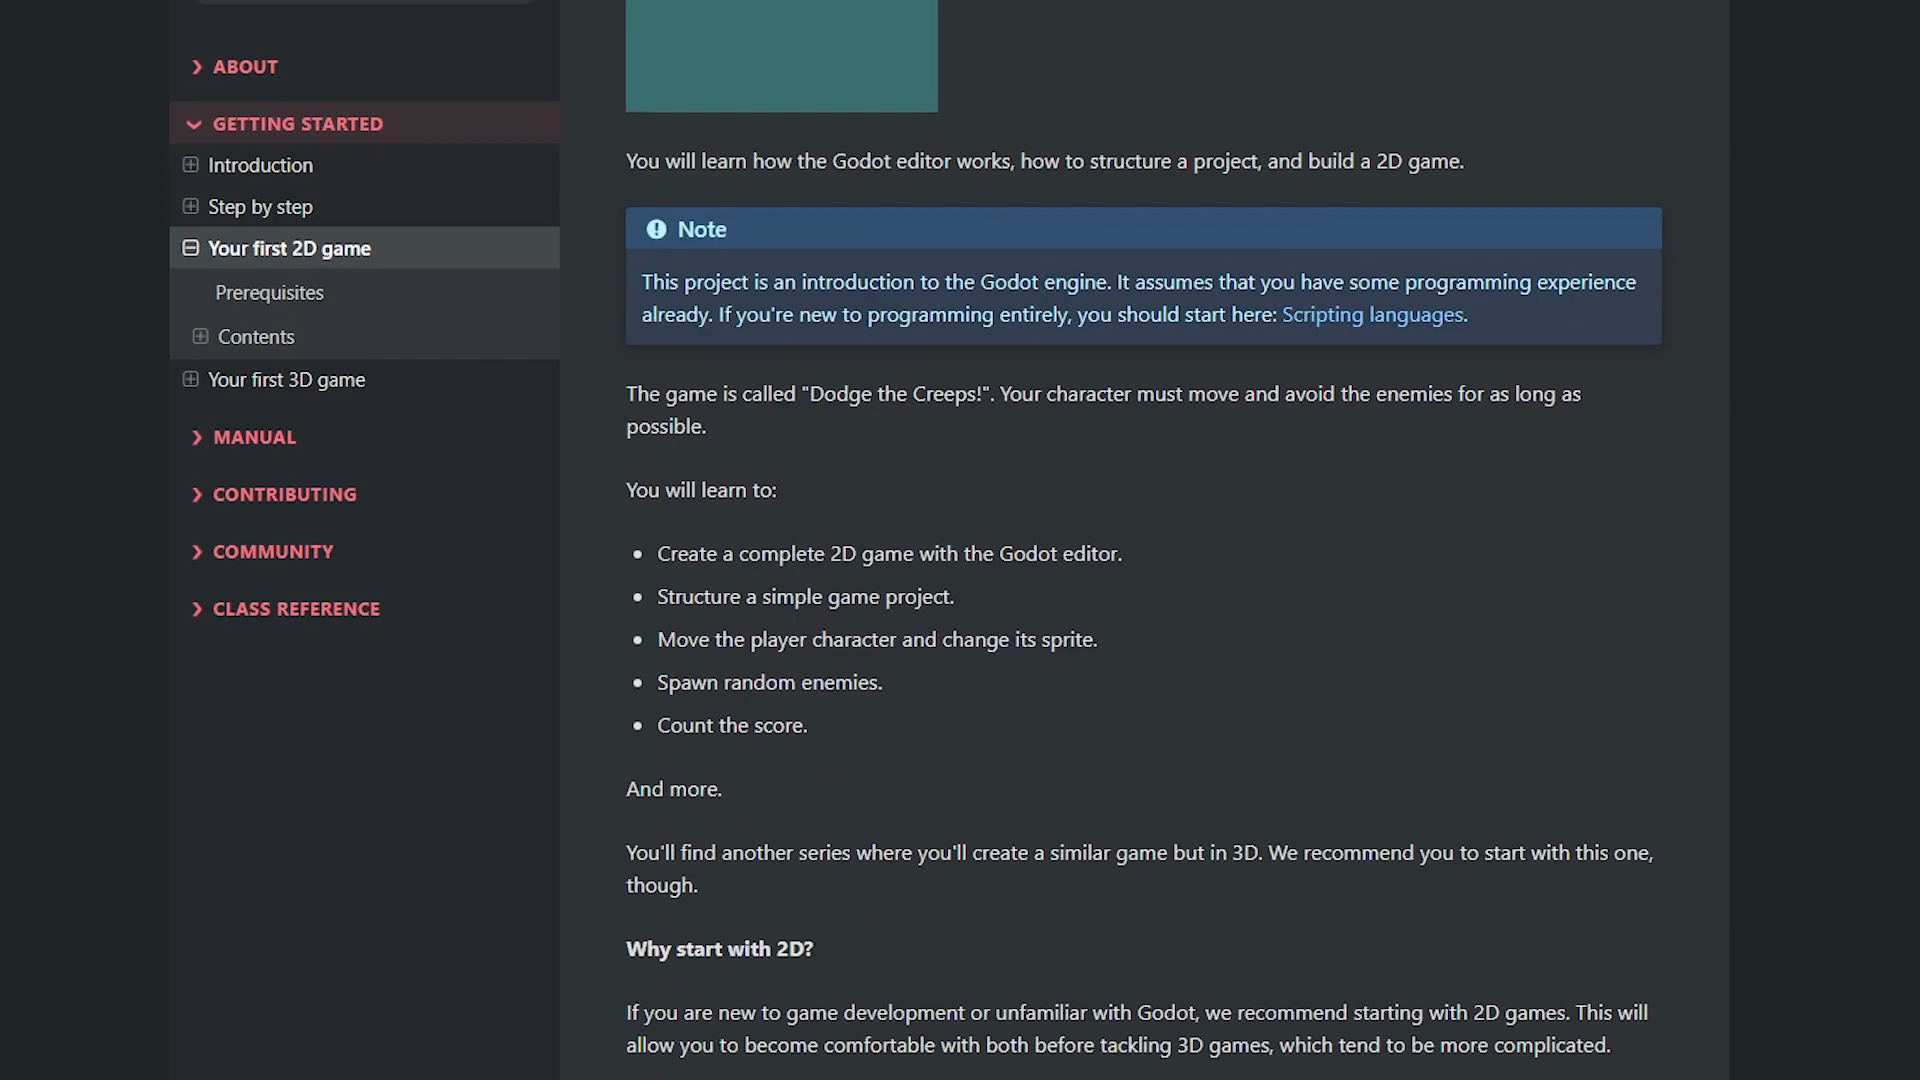 ABOUT
GETTING STARTED
Introduction
Step by step
Your first 2D game
Prerequisites
Contents
Your first 3D game
MANUAL
CONTRIBUTING
COMMUNITY
CLASS REFERENCE
You will learn how the Godot editor works, how to structure a project, and build a 2D game.
Note
This project is an introduction to the Godot engine. It assumes that you have some programming experience
already. If you're new to programming entirely, you should start here: Scripting languages.
The game is called "Dodge the Creeps!". Your character must move and avoid the enemies for as long as
possible.
You will learn to:
• Create a complete 2D game with the Godot editor.
• Structure a simple game project.
• Move the player character and change its sprite.
• Spawn random enemies.
• Count the score.
And more.
You'll find another series where you'll create a similar game but in 3D. We recommend you to start with this one,
though.
Why start with 2D?
If you are new to game development or unfamiliar with Godot, we recommend starting with 2D games. This will
allow you to become comfortable with both before tackling 3D games, which tend to be more complicated.